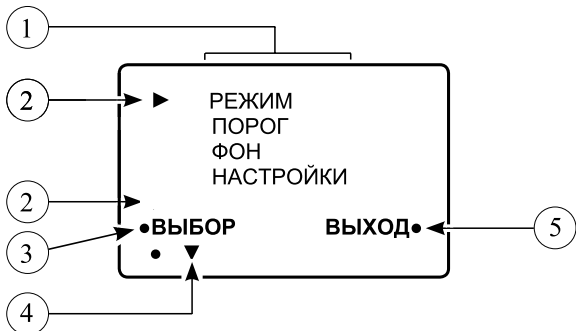 1
2 ► РЕЖИМ
ПОРОГ
ФОН
НАСТРОЙКИ
2
3 •ВЫБОР ВЫХОД• 5
• ▼
4